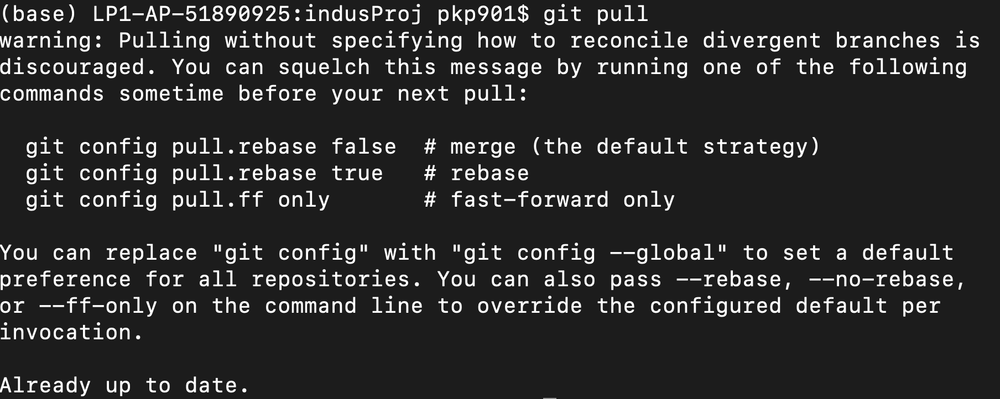 (base) LP1-AP-51890925:indusProj pkp901$ git pull
warning: Pulling without specifying how to reconcile divergent branches is
discouraged. You can squelch this message by running one of the following
commands sometime before your next pull:

  git config pull.rebase false  # merge (the default strategy)
  git config pull.rebase true   # rebase
  git config pull.ff only       # fast-forward only

You can replace "git config" with "git config --global" to set a default
preference for all repositories. You can also pass --rebase, --no-rebase,
or --ff-only on the command line to override the configured default per
invocation.

Already up to date.